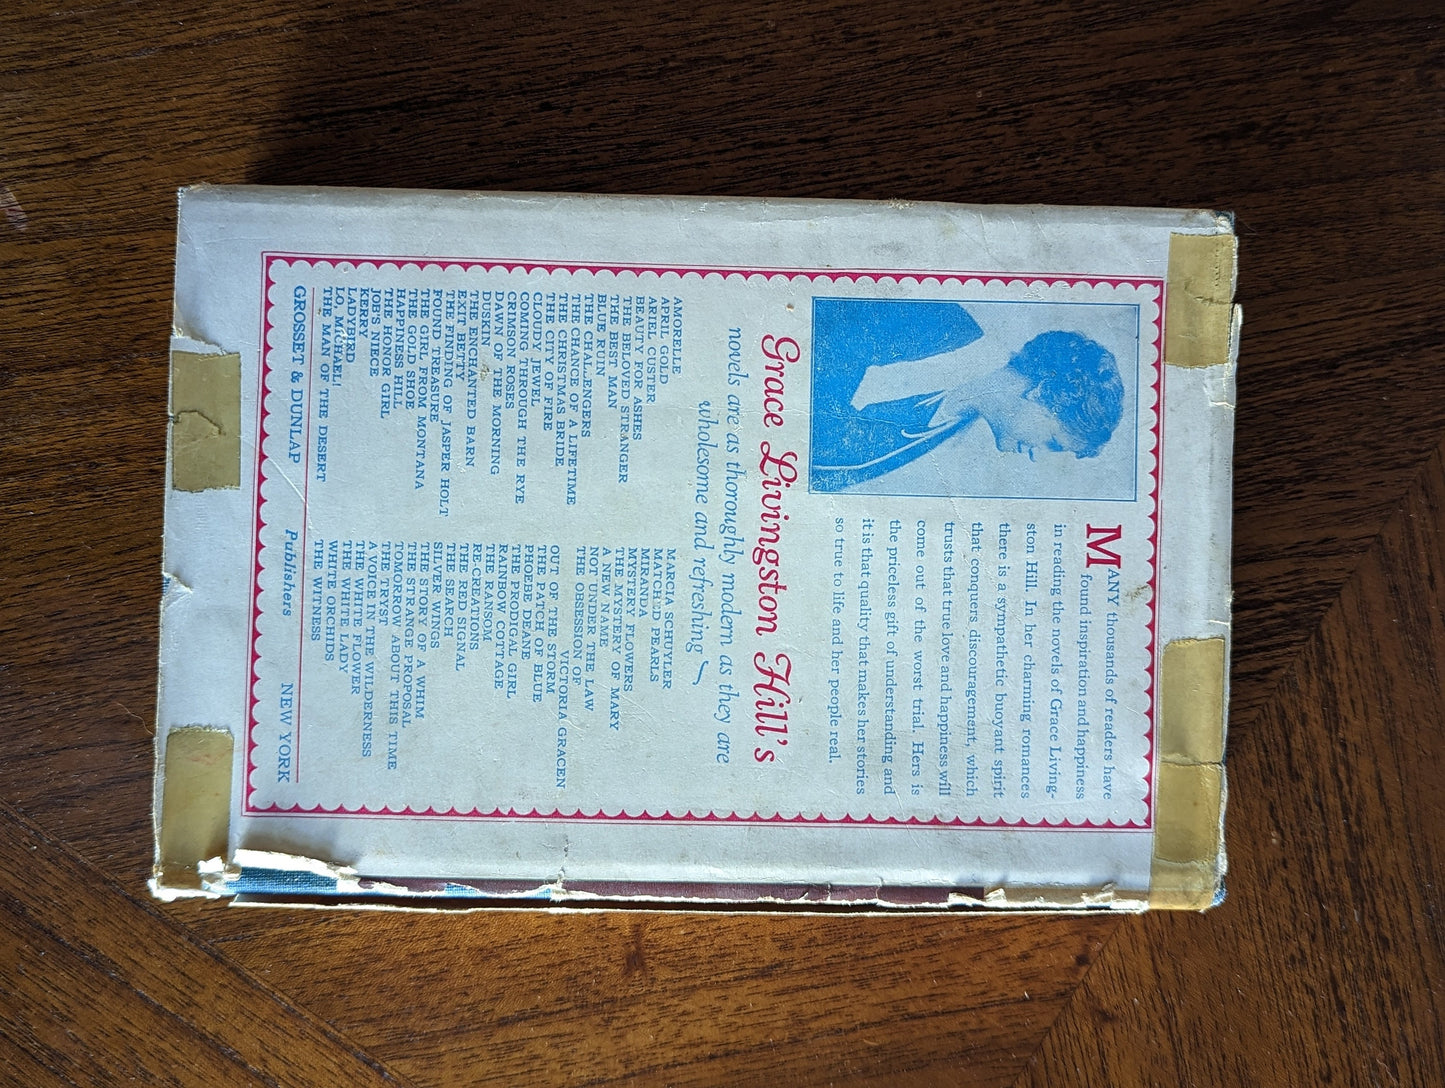 MANY thousands of readers have
found inspiration and happiness
in reading the novels of Grace Living-
ston Hill. In her charming romances
there is a sympathetic buoyant spirit
that conquers discouragement, which
trusts that true love and happiness will
come out of the worst trial. Hers is
the priceless gift of understanding and
it is that quality that makes her stories
so true to life and her people real.
Grace Livingston Hill's
novels are as thoroughly modern as they are
wholesome and refreshing
AMORELLE
APRIL GOLD
ARIEL CUSTER
BEAUTY FOR ASHES
THE BELOVED STRANGER
THE BEST MAN
BLUE RUIN
THE CHALLENGERS
THE CHANCE OF A LIFETIME
THE CHRISTMAS BRIDE
THE CITY OF FIRE
CLOUDY JEWEL
COMING THROUGH THE RYE
CRIMSON ROSES
DAWN OF THE MORNING
DUSKIN
THE ENCHANTED BARN
EXIT BETTY
THE FINDING OF JASPER HOLT
FOUND TREASURE
THE GIRL FROM MONTANA
THE GOLD SHOE
HAPPINESS HILL
THE HONOR GIRL
JOB'S NIECE
KERRY
LADYBIRD
LO, MICHAEL!
THE MAN OF THE DESERT
MARCIA SCHUYLER
MATCHED PEARLS
MIRANDA
MYSTERY FLOWERS
THE MYSTERY OF MARY
A NEW NAME
NOT UNDER THE LAW
THE OBSESSION OF
VICTORIA GRACEN
OUT OF THE STORM
THE PATCH OF BLUE
PHOEBE DEANE
THE PRODIGAL GIRL
RAINBOW COTTAGE
THE RANSOM
RE-CREATIONS
THE RED SIGNAL
THE SEARCH
SILVER WINGS
THE STORY OF A WHIM
THE STRANGE PROPOSAL
TOMORROW ABOUT THIS TIME
THE TRYST
A VOICE IN THE WILDERNESS
THE WHITE FLOWER
THE WHITE LADY
WHITE ORCHIDS
THE WITNESS
GROSSET & DUNLAP Publishers NEW YORK